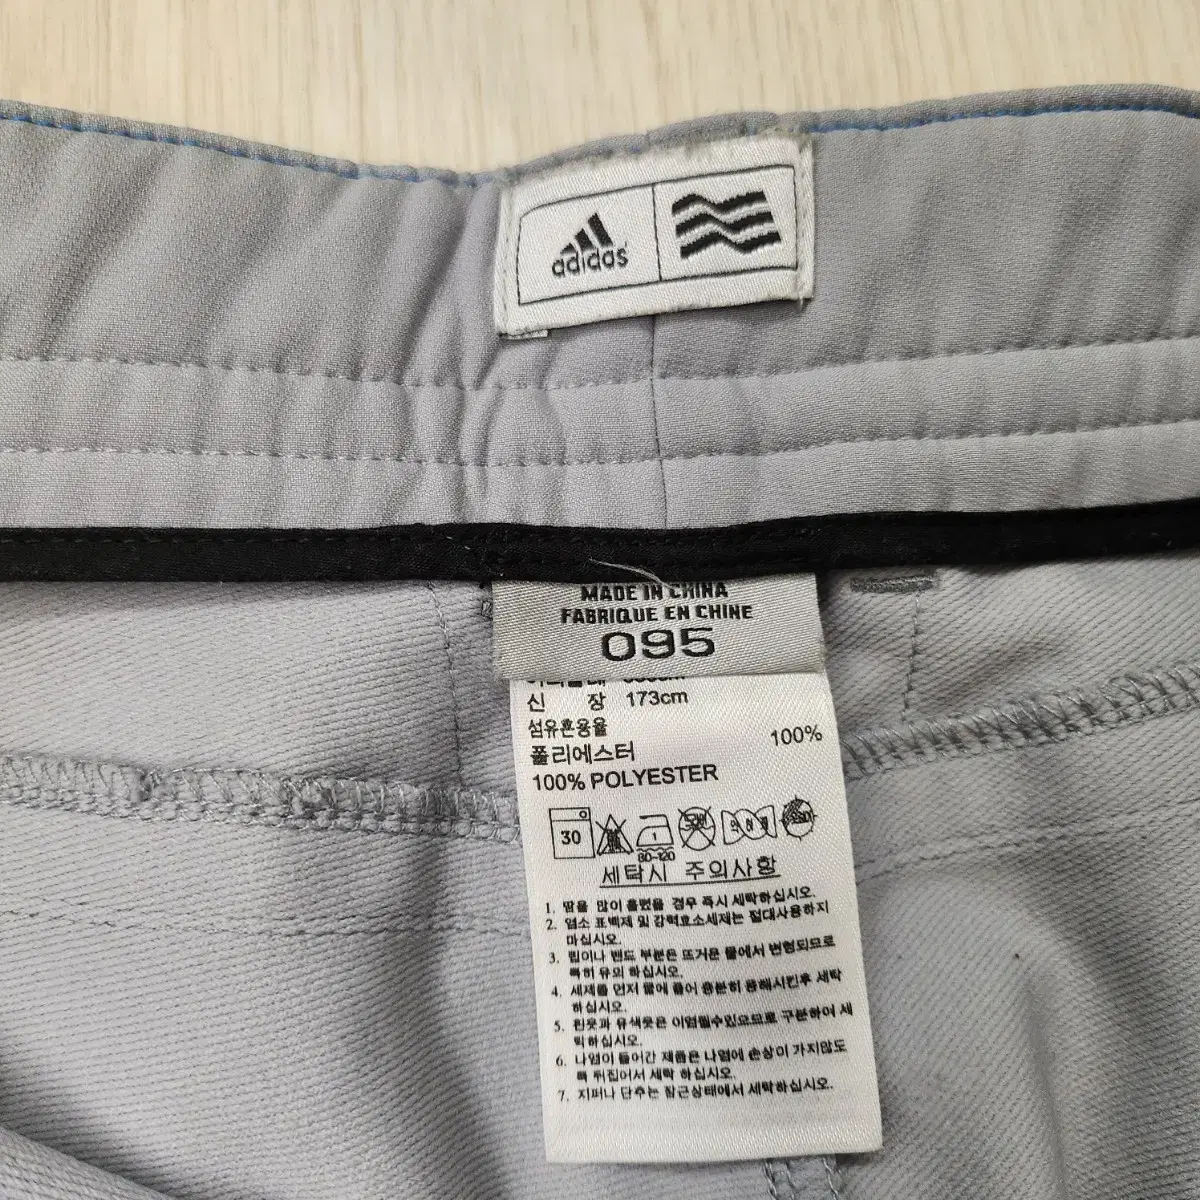 adidas
MADE IN CHINA
FABRIQUE EN CHINE
095
신 장 173cm
섬유혼용율
폴리에스터 100%
100% POLYESTER
30
1
80~120
세탁시 주의사항
1. 땀을 많이 흘렸을 경우 즉시 세탁하십시오.
2. 염소 표백제 및 강력효소세제는 절대사용하지
마십시오.
3. 립이나 밴드 부분은 뜨거운 물에서 변형되므로
특히 유의 하십시오.
4. 세제를 먼저 물에 풀어 충분히 용해시킨후 세탁
하십시오.
5. 흰옷과 유색옷은 이염될수있으므로 구분하여 세
탁하십시오.
6. 나염이 들어간 제품은 나염에 손상이 가지않도
록 뒤집어서 세탁 하십시오.
7. 지퍼나 단추는 잠근상태에서 세탁하십시오.